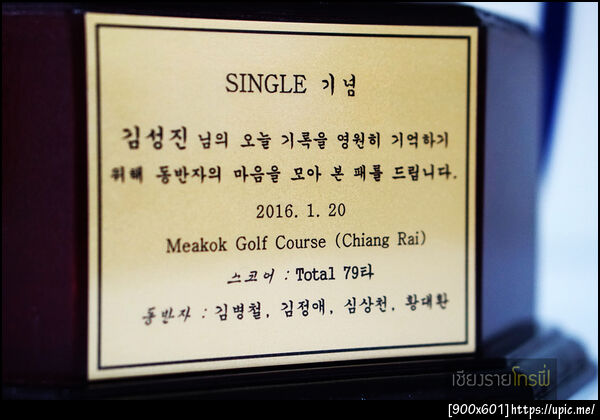 SINGLE 기념
김성진 님의 오늘 기록을 영원히 기억하기
위해 동반자의 마음을 모아 본 패를 드립니다.
2016. 1. 20
Meakok Golf Course (Chiang Rai)
스코어 : Total 79타
동반자 : 김병철, 김정애, 심상천, 황대환
เชียงรายโทรฟี่
[900x601]https://upic.me/